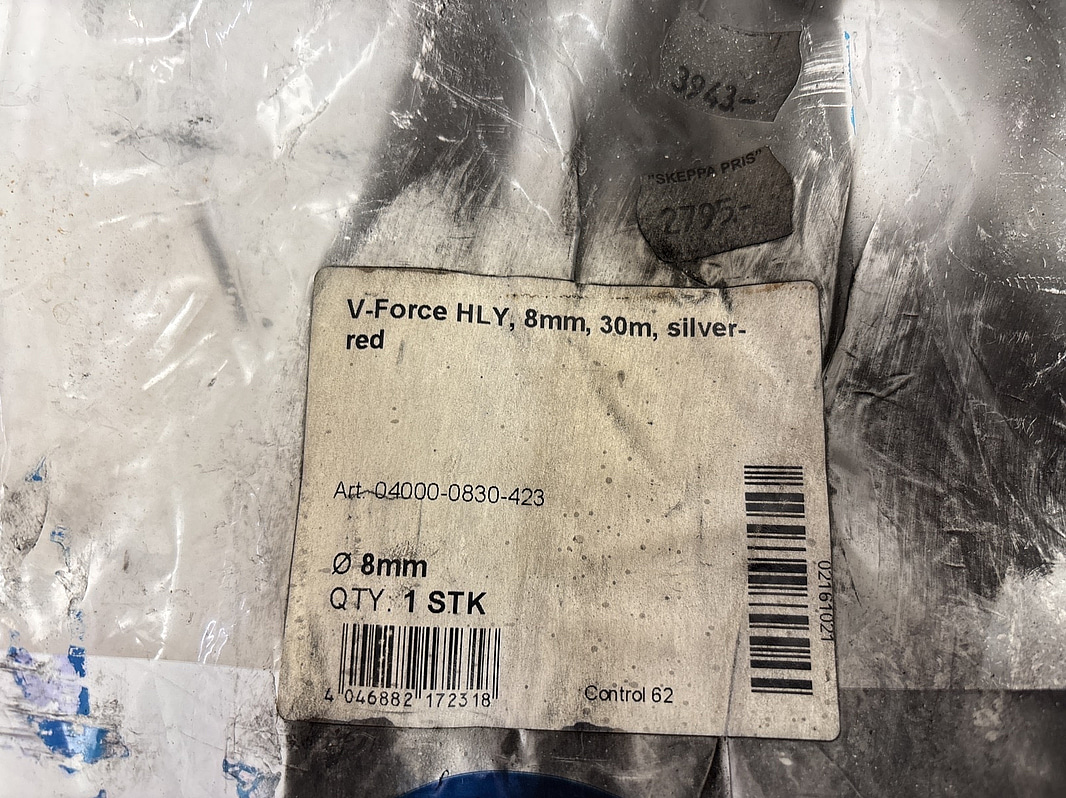 3943-
"SKEPPA PRIS"
2795:-
V-Force HLY, 8mm, 30m, silver-
red
Art. 04000-0830-423
Ø 8mm
QTY: 1 STK
4 046882 172318
Control 62
02161021